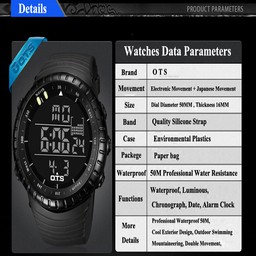 Details
PRODUCT PARAMETERS
OTS
Watches Data Parameters
Brand O T S
Movement Electronic Movement + Japanese Movement
Size Dial Diameter 50MM , Thickness 16MM
Band Quality Silicone Strap
Case Environmental Plastics
Packege Paper bag
Waterproof 50M Professional Water Resistance
Functions Waterproof, Luminous,
Chronograph, Date, Alarm Clock
More Details Professional Waterproof 50M,
Cool Exterior Design, Outdoor Swimming
Mountaineering, Double Movement,
OTS